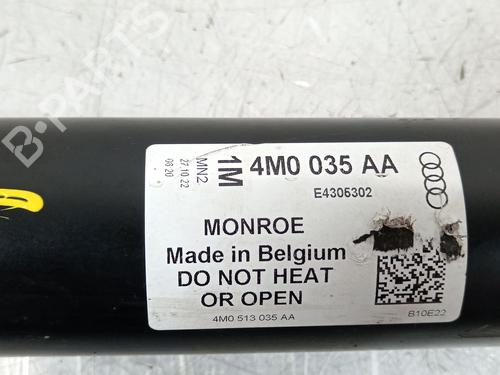 B-PARTS
MN2
27.10.22
08:20
1M
4M0 035 AA
E4306302
MONROE
Made in Belgium
DO NOT HEAT
OR OPEN
4M0 513 035 AA
B10E22